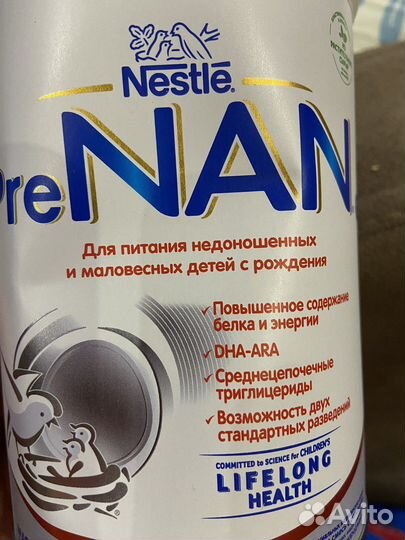 Nestlé
PreNAN
Для питания недоношенных
и маловесных детей с рождения
Повышенное содержание
белка и энергии
DHA-ARA
Среднецепочечные
триглицериды
Возможность двух
стандартных разведений
COMMITTED to SCIENCE for CHILDREN'S
LIFELONG
HEALTH
Avito